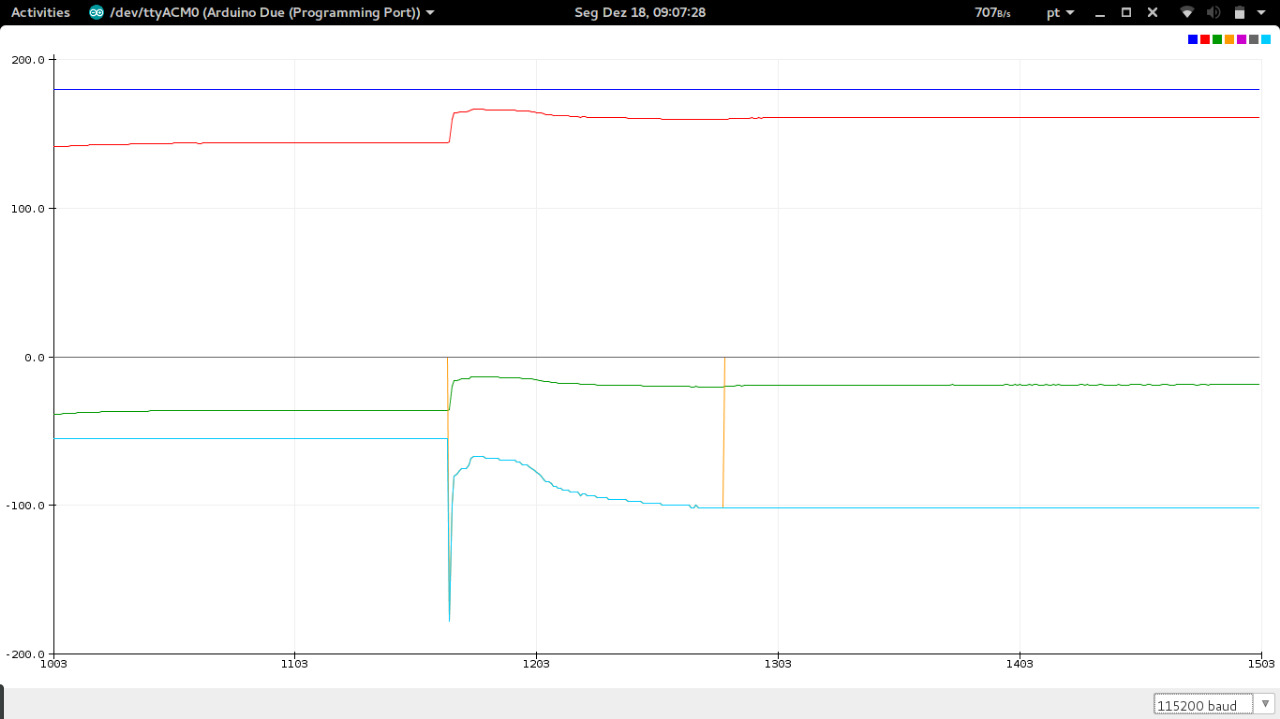 Activities /dev/ttyACM0 (Arduino Due (Programming Port)) Seg Dez 18, 09:07:28 707B/s pt
200.0
100.0
0.0
-100.0
-200.0
1003 1103 1203 1303 1403 1503
115200 baud